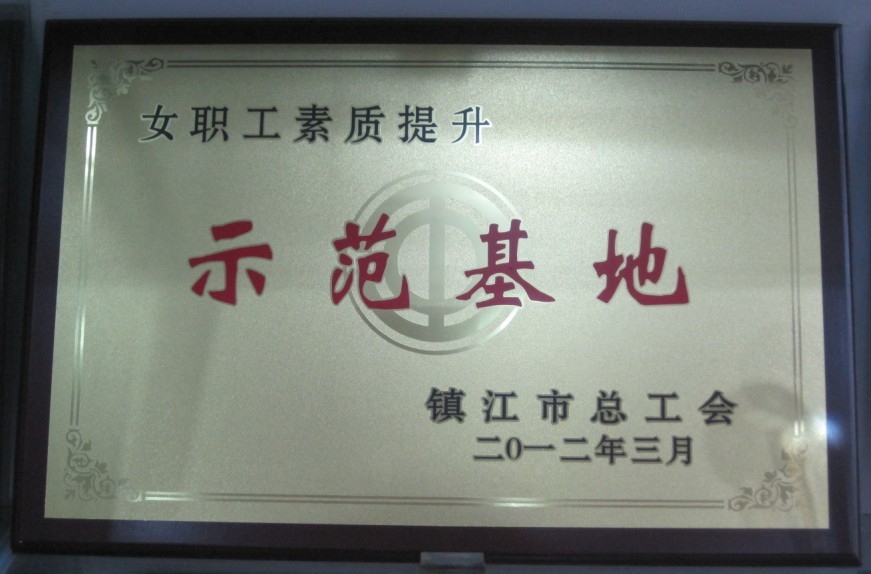 女职工素质提升
示范基地
镇江市总工会
二0一二年三月